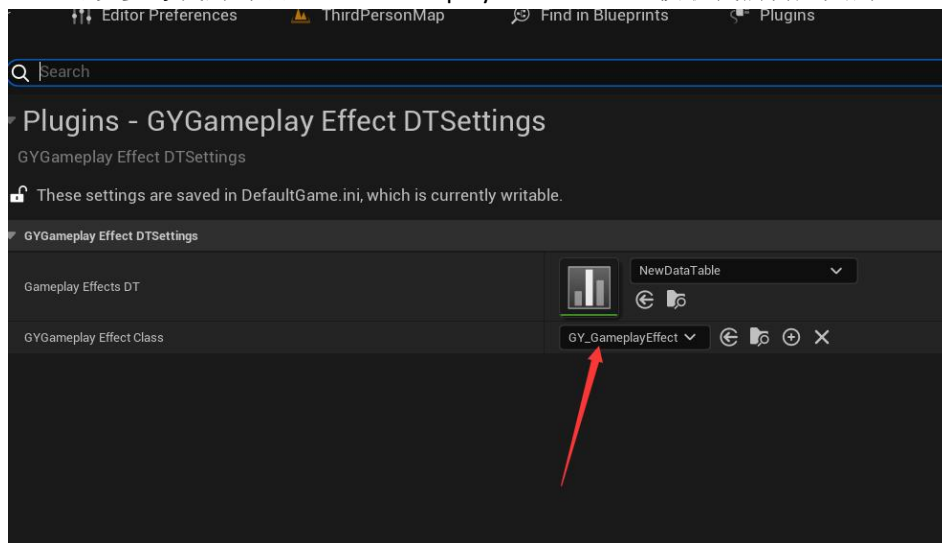 Editor Preferences ThirdPersonMap Find in Blueprints Plugins
Search
Plugins - GYGameplay Effect DTSettings
GYGameplay Effect DTSettings
These settings are saved in DefaultGame.ini, which is currently writable.
GYGameplay Effect DTSettings
Gameplay Effects DT
NewDataTable
GYGameplay Effect Class
GY_GameplayEffect